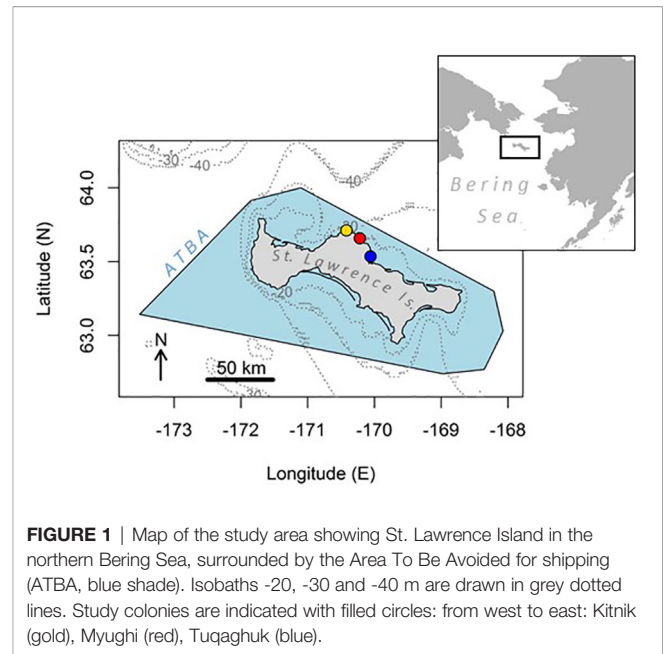 Bering
Sea
-30
-40
-40
64.0
63.5
63.0
Latitude (N)
ATBA
St. Lawrence Is.
-20
N
50 km
-173
-172
-171
-170
-169
-168
Longitude (E)
FIGURE 1 | Map of the study area showing St. Lawrence Island in the
northern Bering Sea, surrounded by the Area To Be Avoided for shipping
(ATBA, blue shade). Isobaths -20, -30 and -40 m are drawn in grey dotted
lines. Study colonies are indicated with filled circles: from west to east: Kitnik
(gold), Myughi (red), Tuqaghuk (blue).